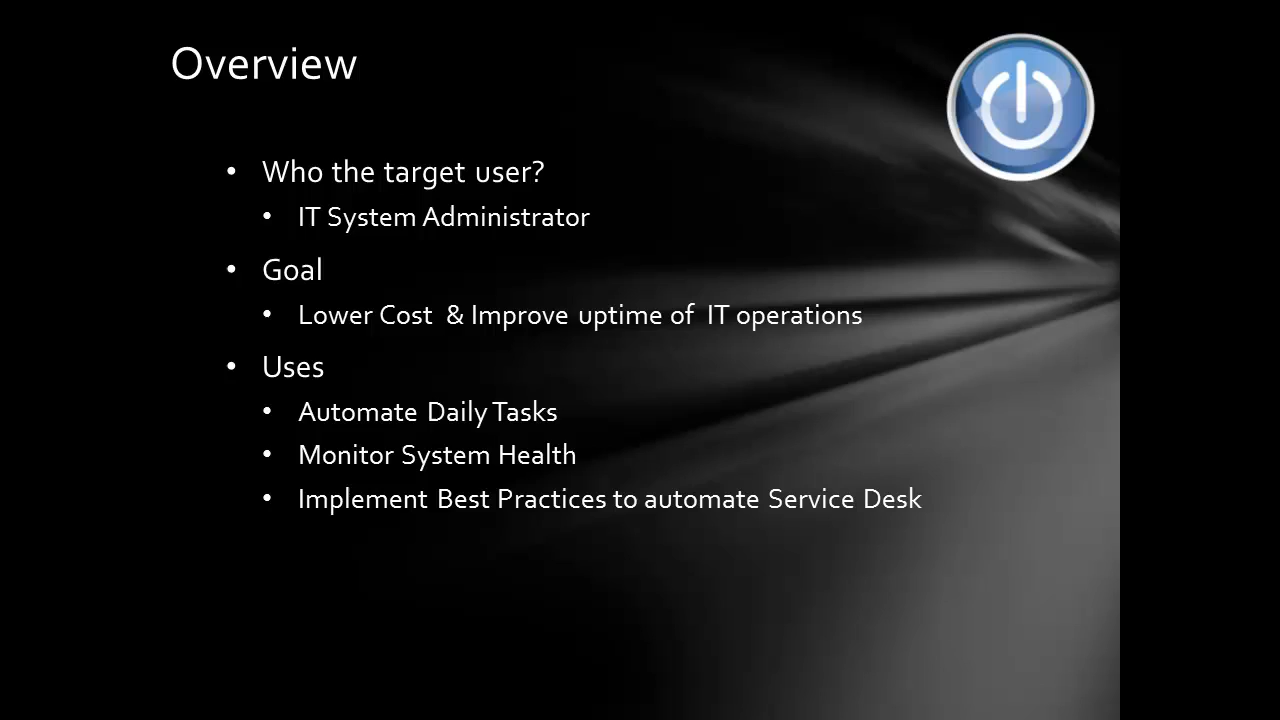 Overview
• Who the target user?
• IT System Administrator
• Goal
• Lower Cost & Improve uptime of IT operations
• Uses
• Automate Daily Tasks
• Monitor System Health
• Implement Best Practices to automate Service Desk